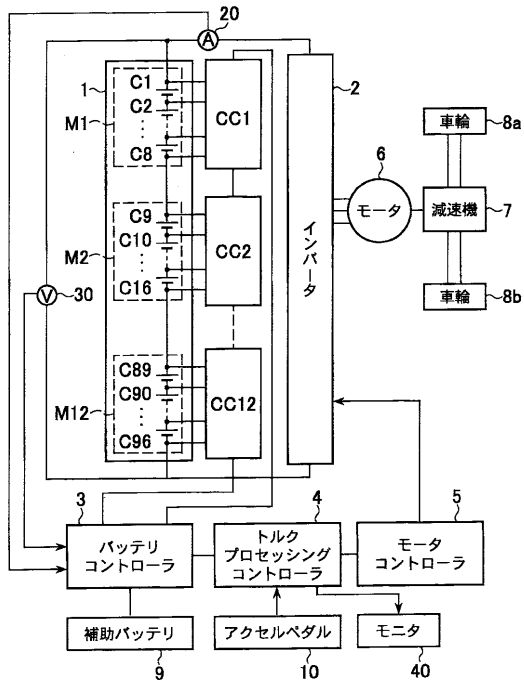 20
A
1
C1
C2
M1
C8
CC1
2
車輪
8a
6
モータ
減速機
7
C9
C10
M2
C16
CC2
インバータ
V
30
車輪
8b
C89
C90
M12
C96
CC12
3
バッテリ
コントローラ
4
トルク
プロセッシング
コントローラ
5
モータ
コントローラ
補助バッテリ
9
アクセルペダル
10
モニタ
40